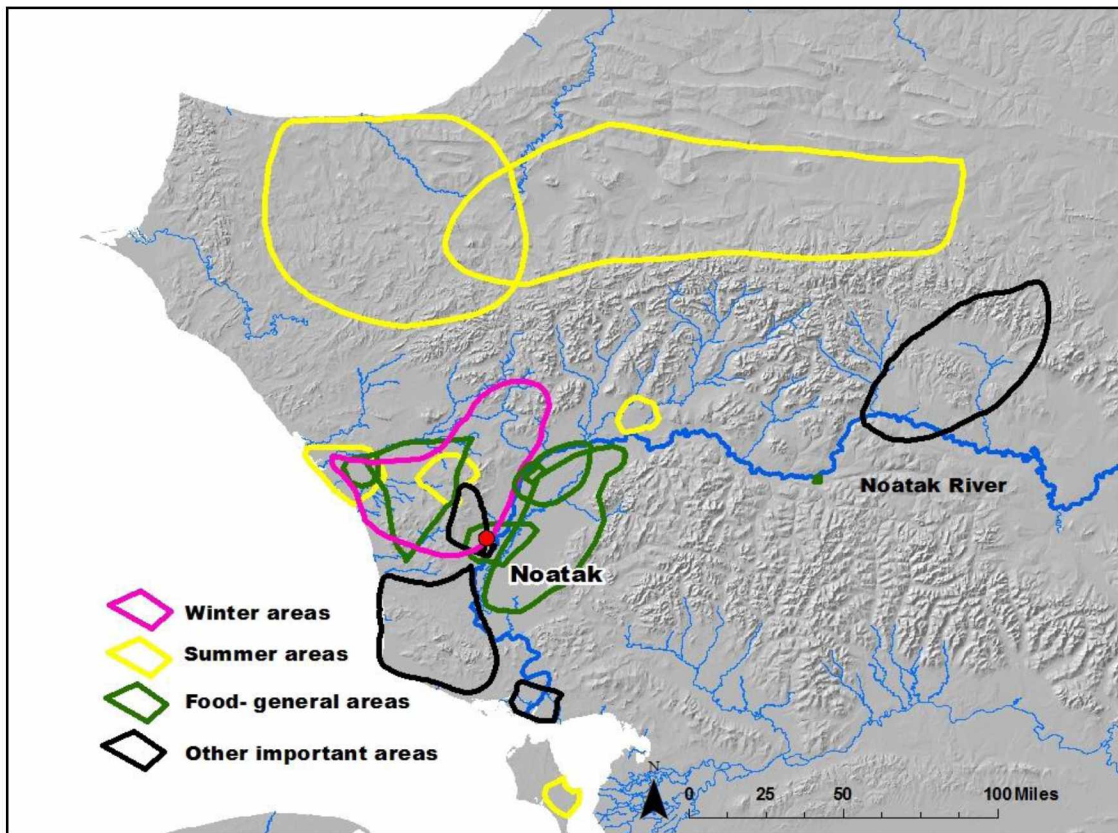 Noatak River
Noatak
Winter areas
Summer areas
Food- general areas
Other important areas
N
0 25 50 100 Miles